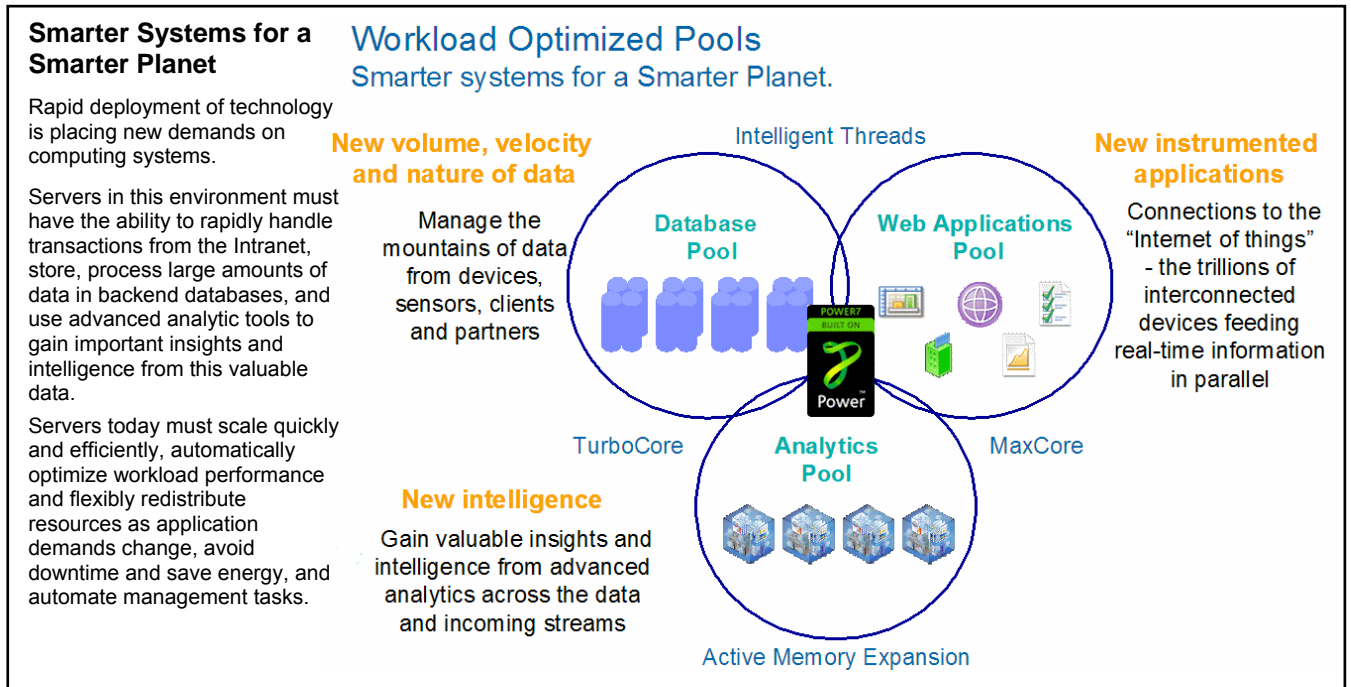 Smarter Systems for a
Smarter Planet
Rapid deployment of technology
is placing new demands on
computing systems.
Servers in this environment must
have the ability to rapidly handle
transactions from the Intranet,
store, process large amounts of
data in backend databases, and
use advanced analytic tools to
gain important insights and
intelligence from this valuable
data.
Servers today must scale quickly
and efficiently, automatically
optimize workload performance
and flexibly redistribute
resources as application
demands change, avoid
downtime and save energy, and
automate management tasks.
Workload Optimized Pools
Smarter systems for a Smarter Planet.
Intelligent Threads
New volume, velocity
and nature of data
Manage the
mountains of data
from devices,
sensors, clients
and partners
Database
Pool
Web Applications
Pool
New instrumented
applications
Connections to the
“Internet of things”
- the trillions of
interconnected
devices feeding
real-time information
in parallel
POWER7
BUILT ON
Power™
TurboCore
MaxCore
Analytics
Pool
New intelligence
Gain valuable insights and
intelligence from advanced
analytics across the data
and incoming streams
Active Memory Expansion